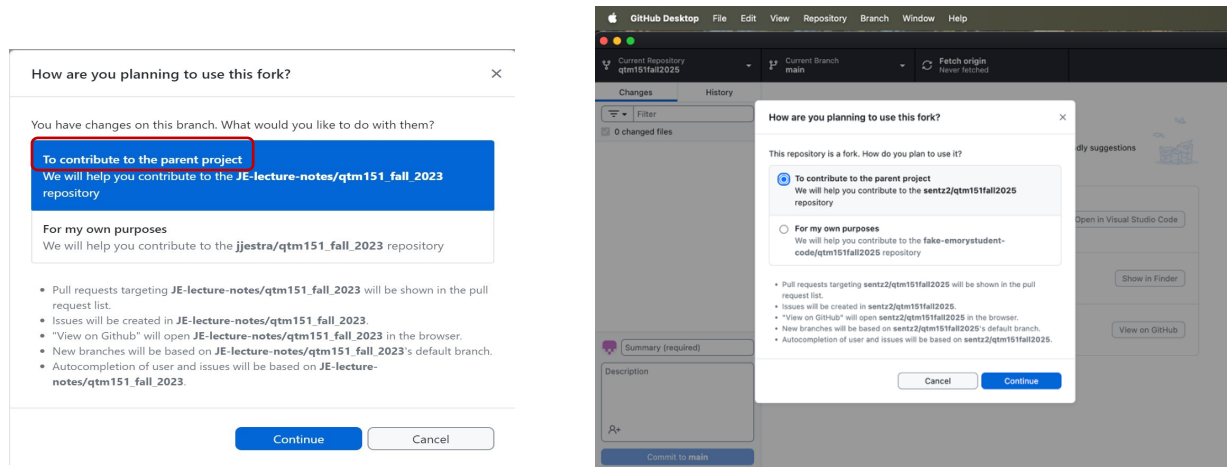 How are you planning to use this fork?
You have changes on this branch. What would you like to do with them?
To contribute to the parent project
We will help you contribute to the JE-lecture-notes/qtm151_fall_2023
repository
For my own purposes
We will help you contribute to the jjestra/qtm151_fall_2023 repository
• Pull requests targeting JE-lecture-notes/qtm151_fall_2023 will be shown in the pull
request list.
• Issues will be created in JE-lecture-notes/qtm151_fall_2023.
• "View on Github" will open JE-lecture-notes/qtm151_fall_2023 in the browser.
• New branches will be based on JE-lecture-notes/qtm151_fall_2023's default branch.
• Autocompletion of user and issues will be based on JE-lecture-
notes/qtm151_fall_2023.
Continue
Cancel
GitHub Desktop File Edit View Repository Branch Window Help
Current Repository
qtm151fall2025
Current Branch
main
Fetch origin
Never fetched
Changes History
Filter
0 changed files
How are you planning to use this fork?
This repository is a fork. How do you plan to use it?
To contribute to the parent project
We will help you contribute to the sentz2/qtm151fall2025
repository
For my own purposes
We will help you contribute to the fake-emorystudent-
code/qtm151fall2025 repository
• Pull requests targeting sentz2/qtm151fall2025 will be shown in the pull
request list.
• Issues will be created in sentz2/qtm151fall2025.
• "View on GitHub" will open sentz2/qtm151fall2025 in the browser.
• New branches will be based on sentz2/qtm151fall2025's default branch.
• Autocompletion of user and issues will be based on sentz2/qtm151fall2025.
Cancel
Continue
dly suggestions
Open in Visual Studio Code
Show in Finder
View on GitHub
Summary (required)
Description
Commit to main